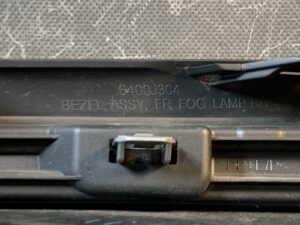 6400J304
BEZEL ASSY, FR FOG LAMP RH